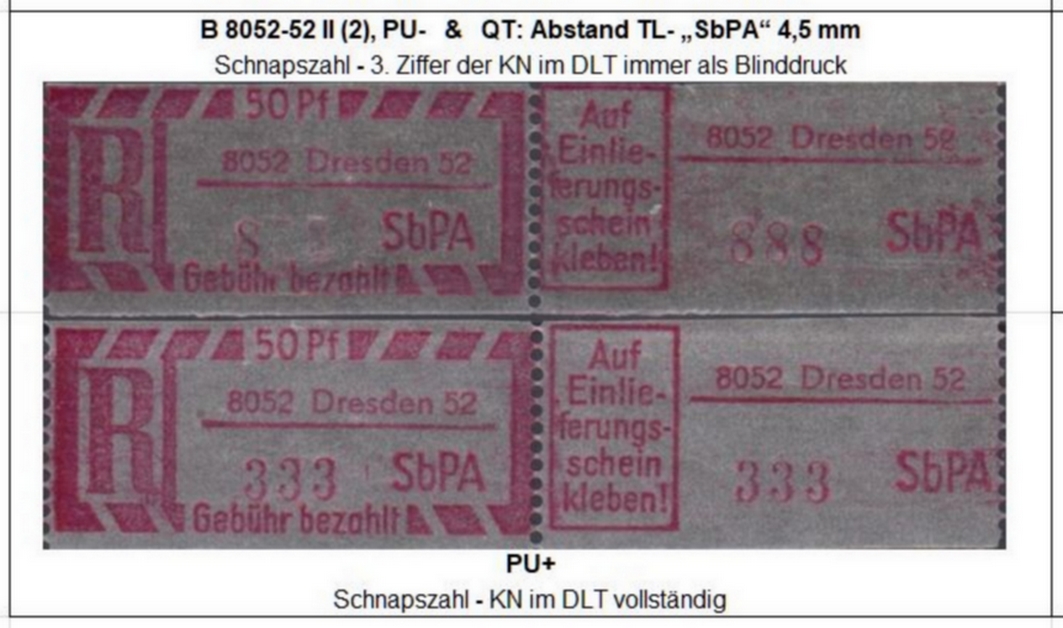 B 8052-52 II (2), PU- & QT: Abstand TL- „SbPA“ 4,5 mm
Schnapszahl - 3. Ziffer der KN im DLT immer als Blinddruck
50 Pf
R
8052 Dresden 52
SbPA
Gebühr bezahlt
Auf
Einlie-
ferungs-
schein
kleben!
8052 Dresden 52
888 SbPA
50 Pf
R
8052 Dresden 52
333 SbPA
Gebühr bezahlt
Auf
Einlie-
ferungs-
schein
kleben!
8052 Dresden 52
333 SbPA
PU+
Schnapszahl - KN im DLT vollständig